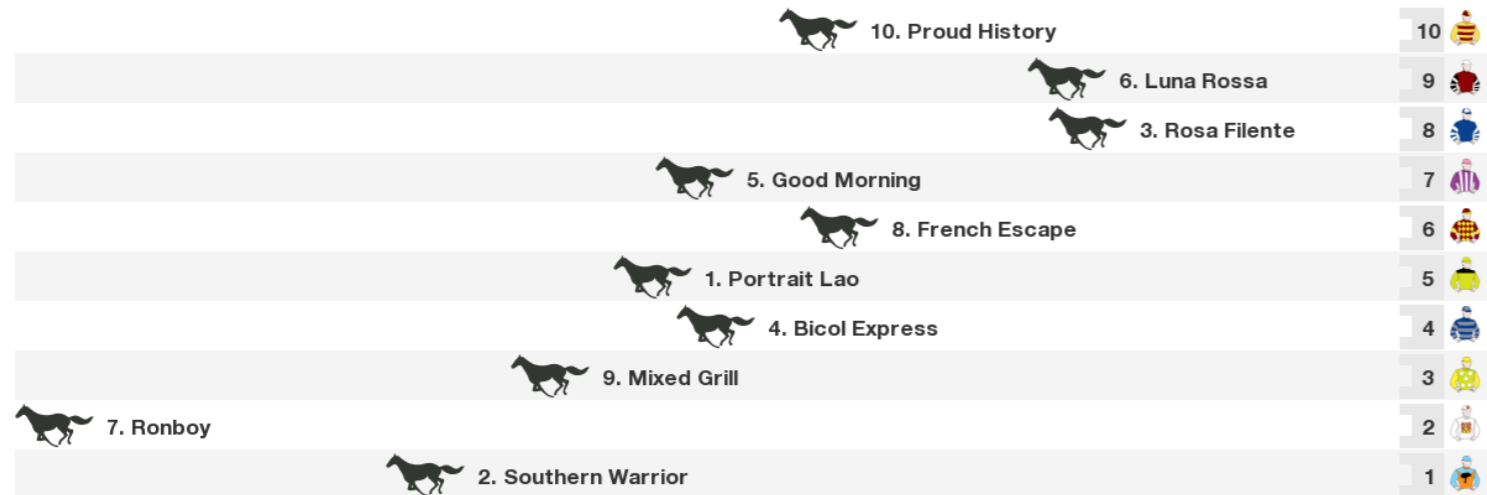 10. Proud History 10
6. Luna Rossa 9
3. Rosa Filente 8
5. Good Morning 7
8. French Escape 6
1. Portrait Lao 5
4. Bicol Express 4
9. Mixed Grill 3
7. Ronboy 2
2. Southern Warrior 1